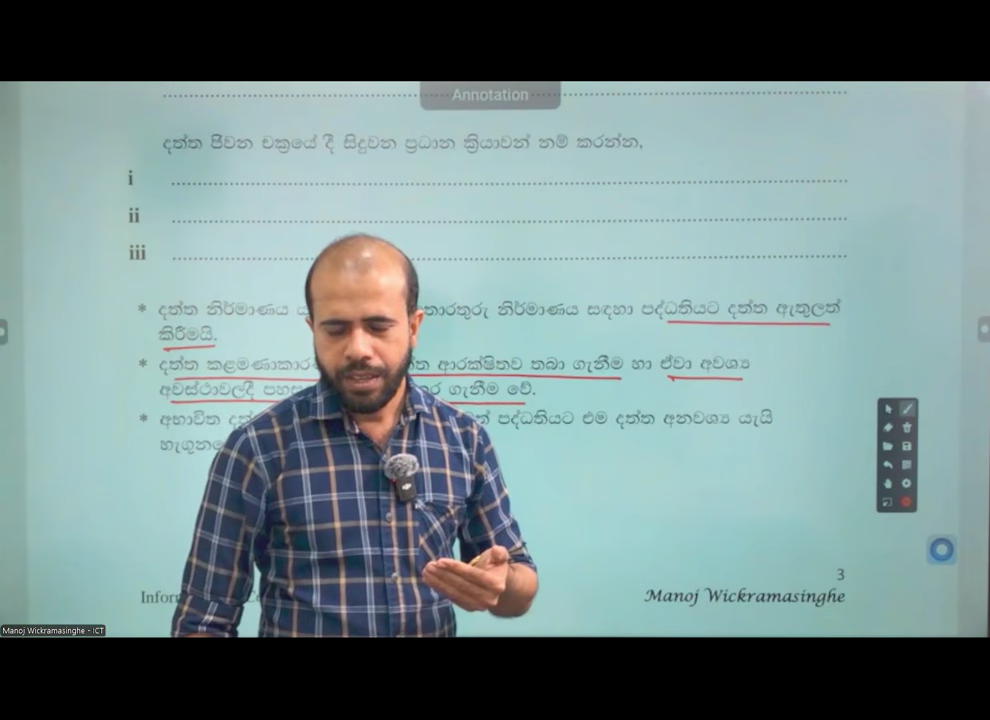 Annotation
දත්ත ජීවන චක්‍රයේ දී සිදුවන ප්‍රධාන ක්‍රියාවන් නම් කරන්න,
i
ii
iii
* දත්ත නිර්මාණය තොරතුරු නිර්මාණය සඳහා පද්ධතියට දත්ත ඇතුලත්
කිරීමයි.
* දත්ත ආරක්ෂිතව තබා ගැනීම හා ඒවා අවශ්‍ය
අවස්ථාවලදී ගැනීම වේ.
* අභාවිත පද්ධතියට එම දත්ත අනවශ්‍ය යැයි
3
Manoj Wickramasinghe
Manoj Wickramasinghe - ICT